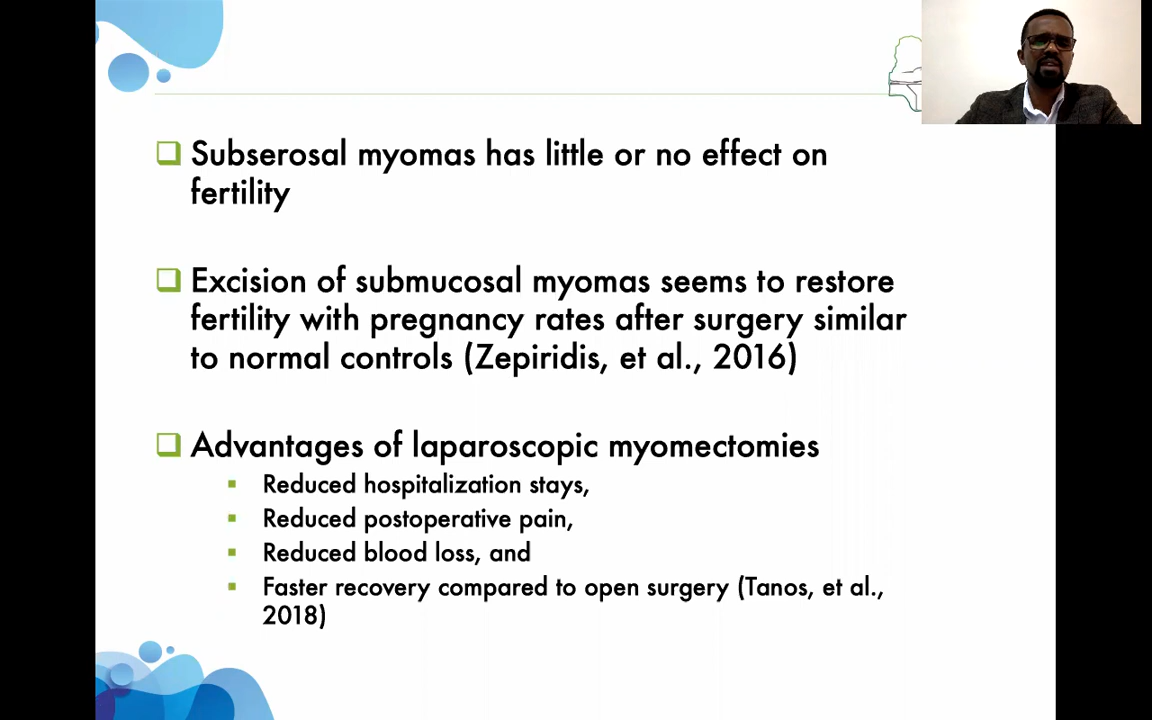 Subserosal myomas has little or no effect on
fertility
Excision of submucosal myomas seems to restore
fertility with pregnancy rates after surgery similar
to normal controls (Zepiridis, et al., 2016)
Advantages of laparoscopic myomectomies
Reduced hospitalization stays,
Reduced postoperative pain,
Reduced blood loss, and
Faster recovery compared to open surgery (Tanos, et al.,
2018)